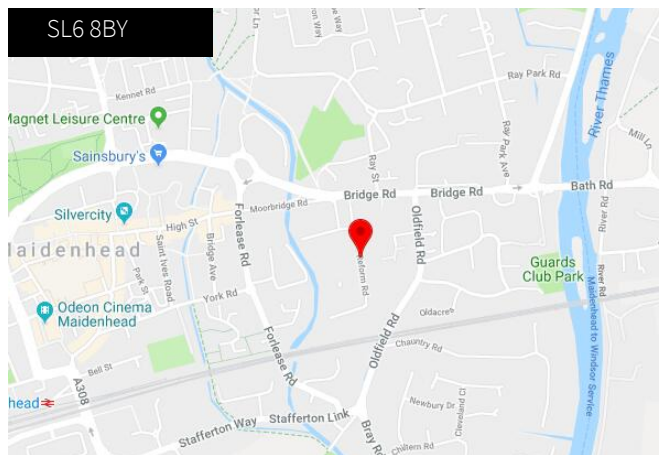 SL6 8BY
Kennet Rd
Magnet Leisure Centre
Sainsbury's
Ray Park Rd
River Thames
Mill Ln
Ray St
Ray Park Ave
Bridge Rd
Bridge Rd
Bath Rd
Moorbridge Rd
Silvercity
High St
Maidenhead
Forlease Rd
Saint Ives Road
Bridge Ave
Park St
York Rd
Oldfield Rd
River Rd
River Rd
Guards
Club Park
Odeon Cinema
Maidenhead
Oldacres
Maidenhead to Windsor Service
Oldfield Rd
Chauntry Rd
Forlease Rd
Bell St
A308
head
Newbury Dr
Cleveland Cl
Stafferton Way
Stafferton Link
Bray Rd
Chiltern Rd